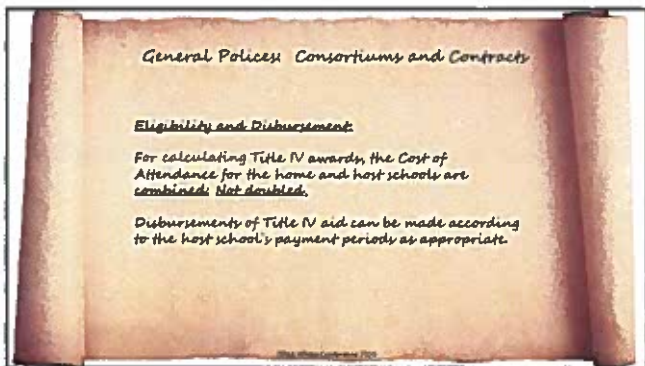 General Polices: Consortiums and Contracts
Eligibility and Disbursement:
For calculating Title IV awards, the Cost of
Attendance for the home and host schools are
combined: Not doubled.
Disbursements of Title IV aid can be made according
to the host school's payment periods as appropriate.